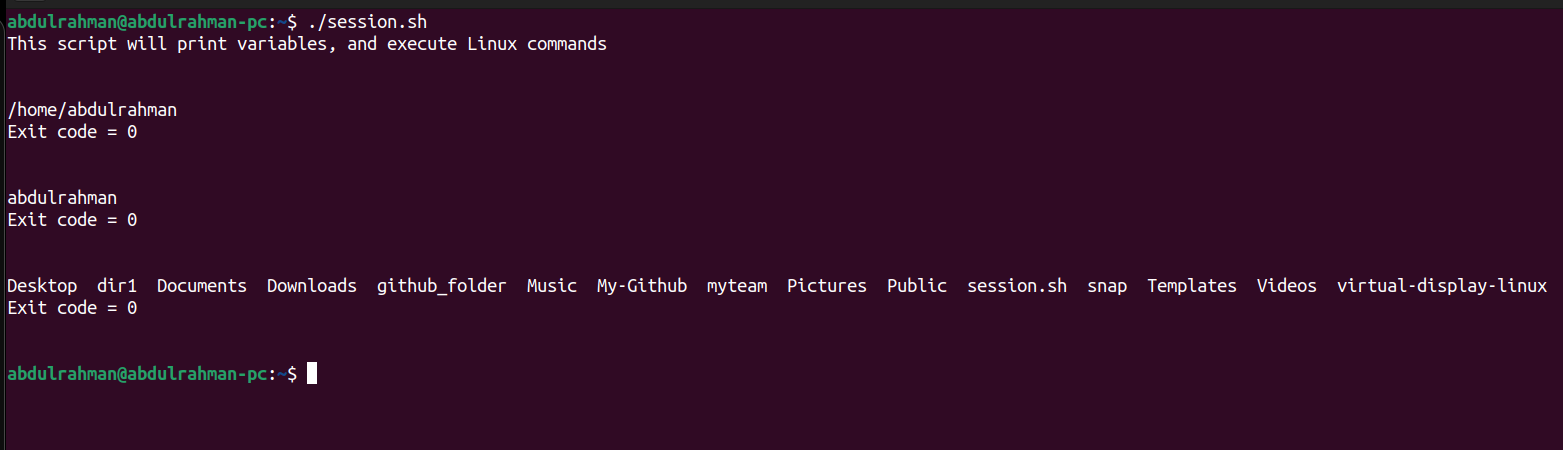 abdulrahman@abdulrahman-pc:~$ ./session.sh
This script will print variables, and execute Linux commands
/home/abdulrahman
Exit code = 0
abdulrahman
Exit code = 0
Desktop  dir1  Documents  Downloads  github_folder  Music  My-Github  myteam  Pictures  Public  session.sh  snap  Templates  Videos  virtual-display-linux
Exit code = 0
abdulrahman@abdulrahman-pc:~$